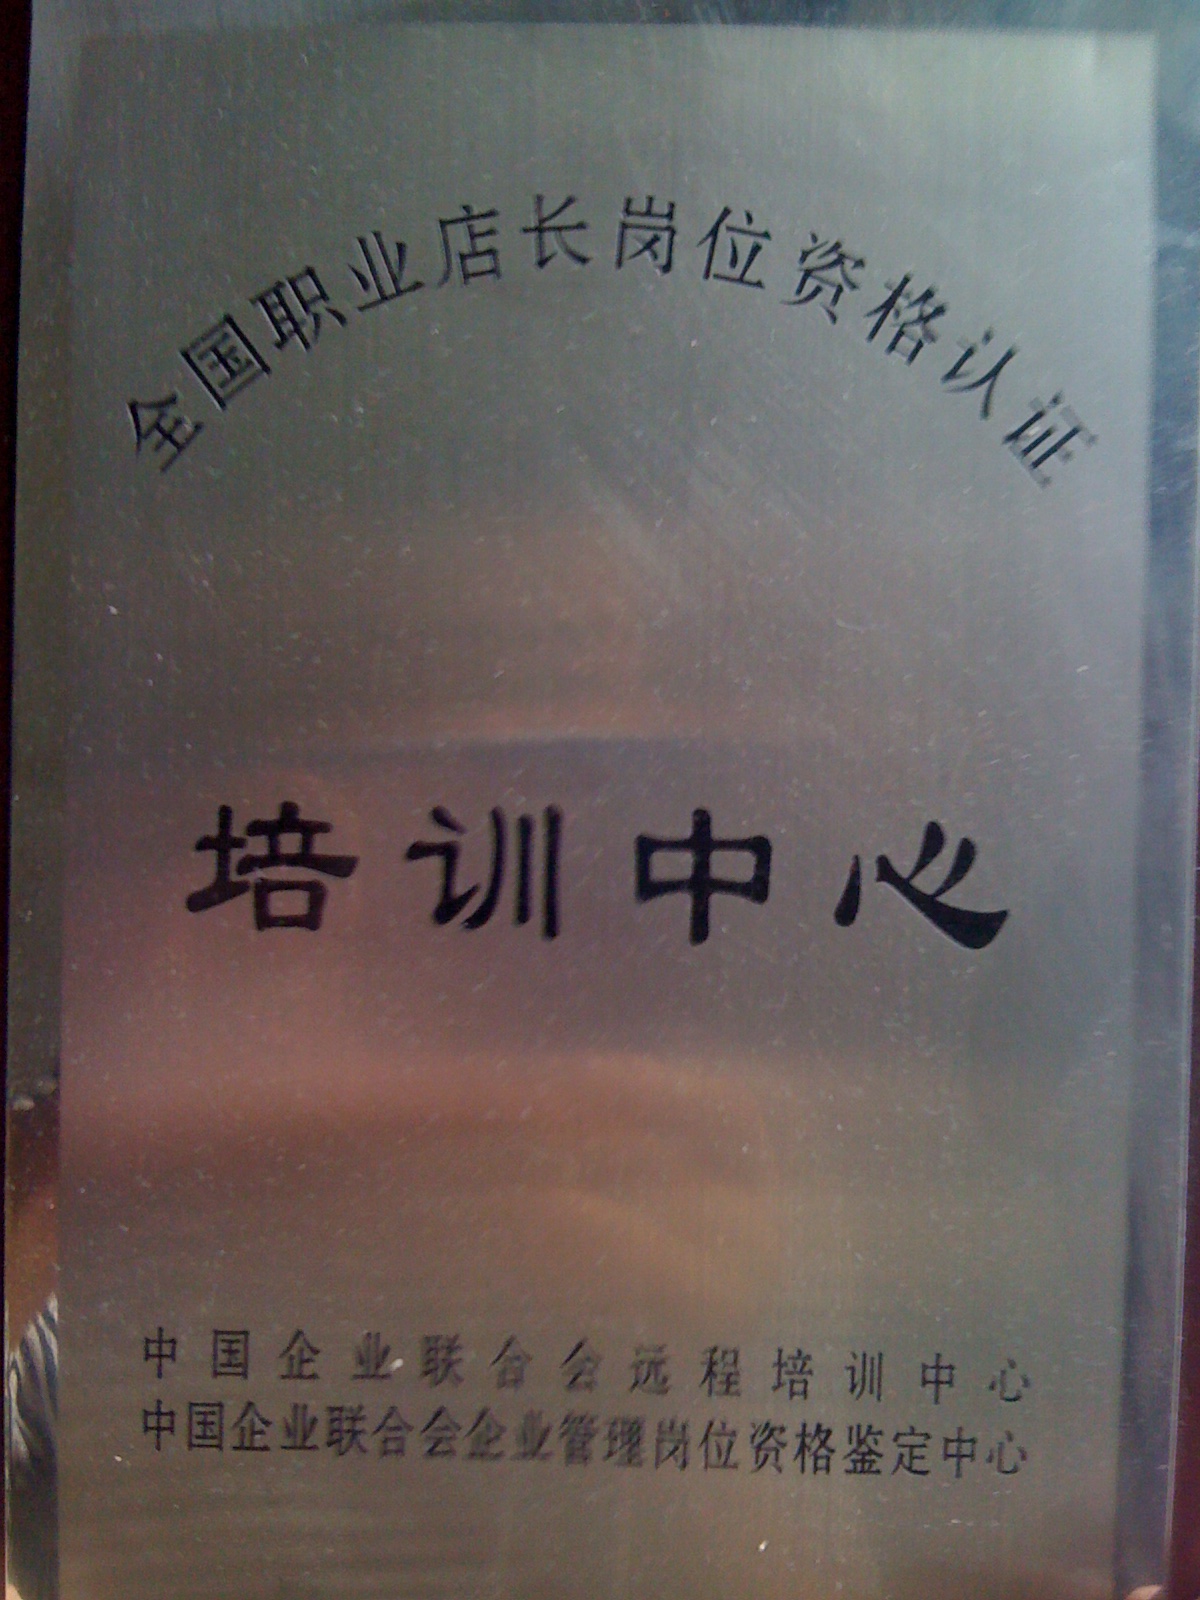 全国职业店长岗位资格认证
培训中心
中国企业联合会远程培训中心
中国企业联合会企业管理岗位资格鉴定中心